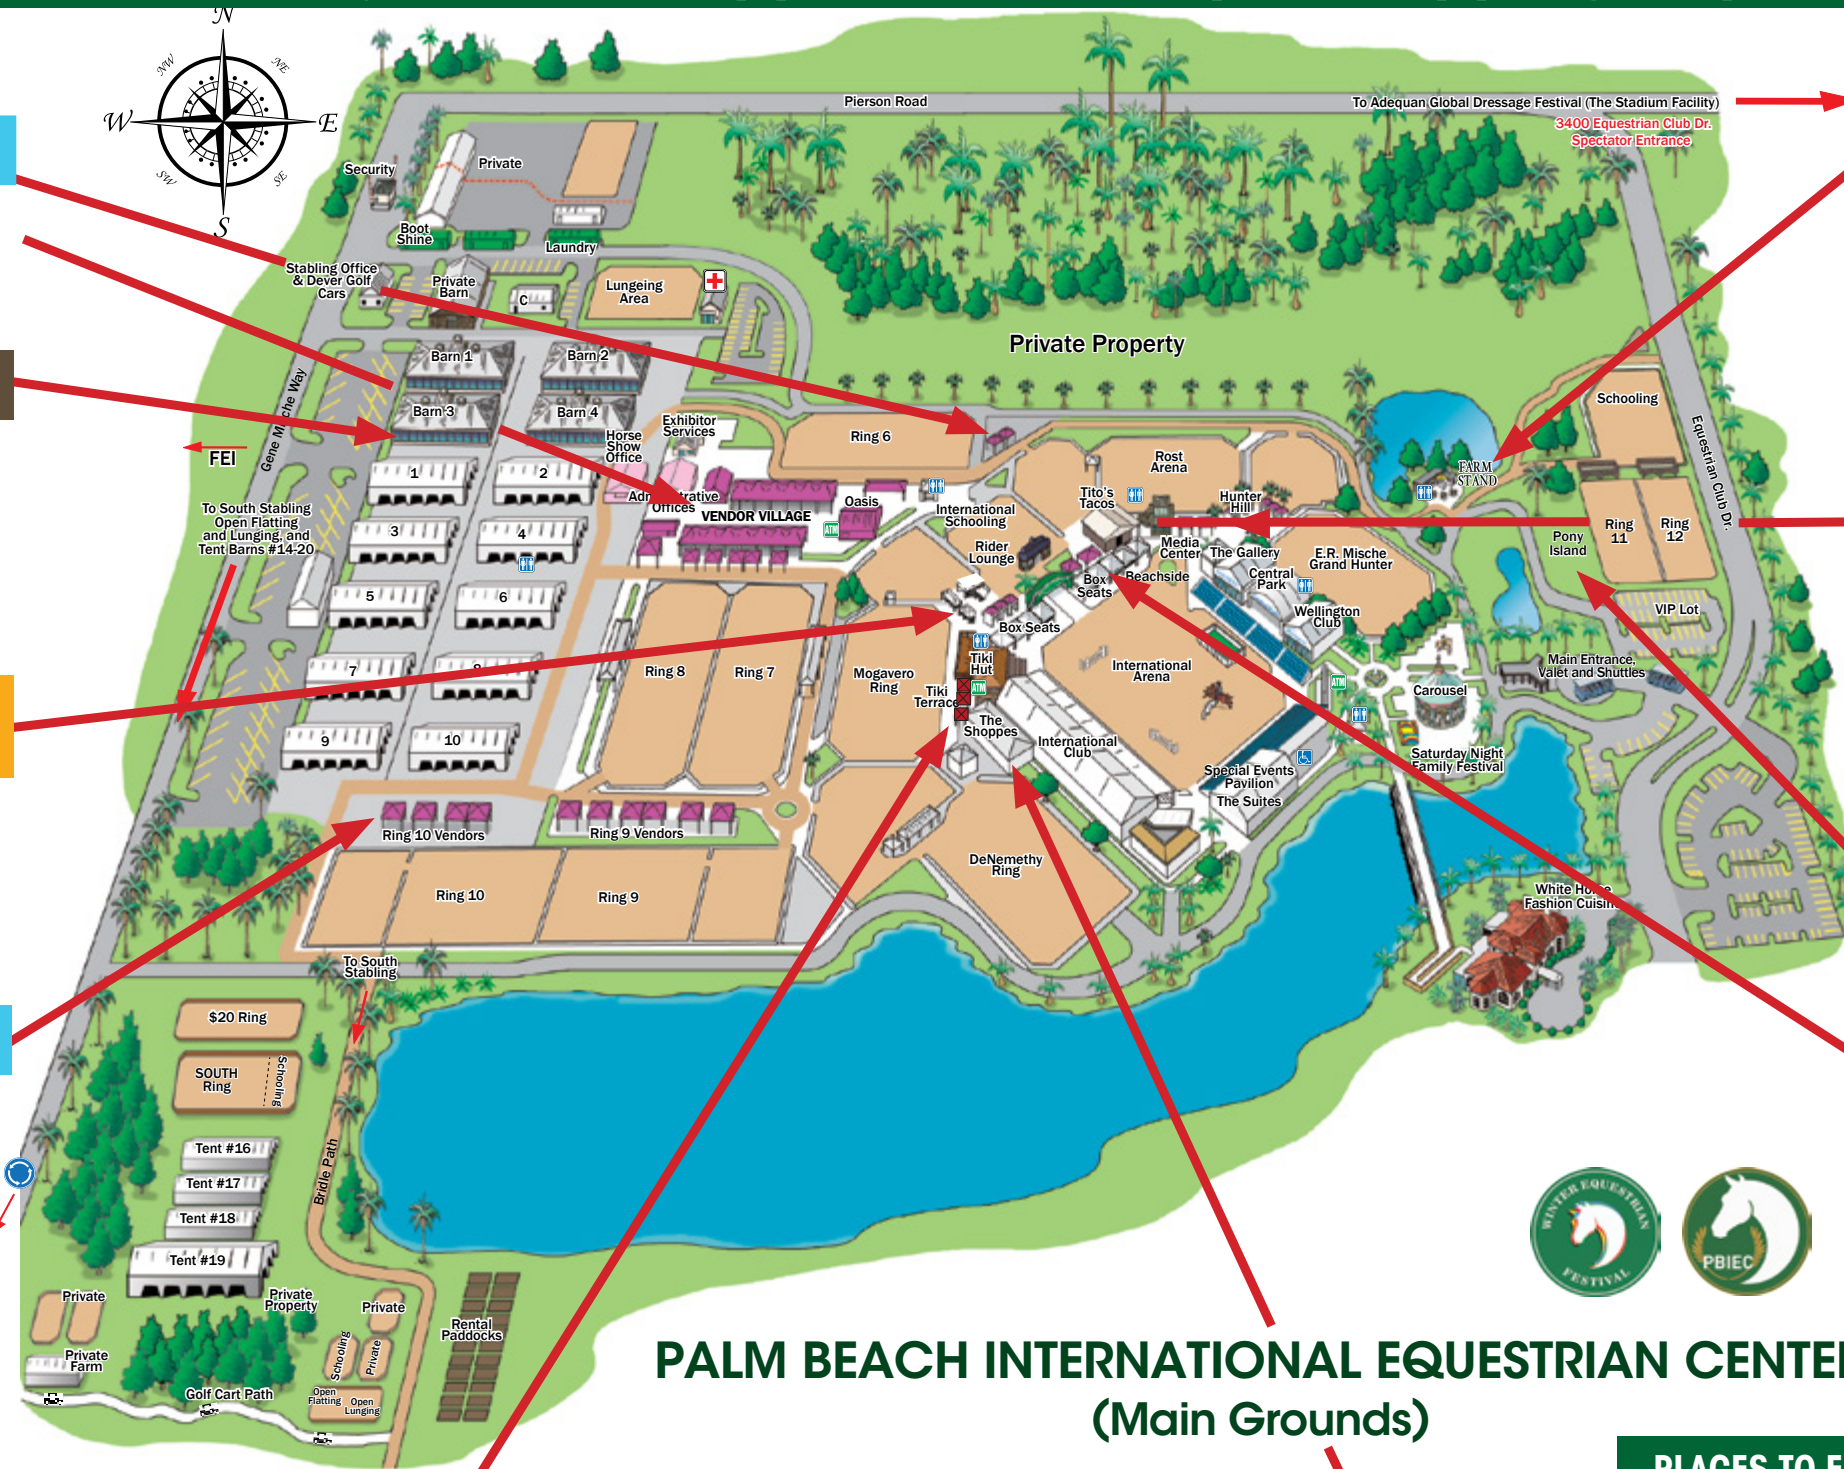 N
NW
NE
W
E
SW
SE
S
Pierson Road
To Adequan Global Dressage Festival (The Stadium Facility)
3400 Equestrian Club Dr.
Spectator Entrance
Security
Private
Boot
Shine
Laundry
Stabling Office
& Dever Golf
Cars
Private
Barn
C
Lungeing
Area
Private Property
Barn 1
Barn 2
Barn 3
Barn 4
Gene Mische Way
FEI
Horse
Show
Office
Exhibitor
Services
Administrative
Offices
VENDOR VILLAGE
Oasis
ATM
Ring 6
International
Schooling
Rider
Lounge
Rost
Arena
Tito's
Tacos
Hunter
Hill
Media
Center
The Gallery
Beachside
Box
Seats
Central
Park
Wellington
Club
E.R. Mische
Grand Hunter
FARM
STAND
Schooling
Equestrian Club Dr.
Ring
11
Ring
12
Pony
Island
VIP Lot
Main Entrance,
Valet and Shuttles
To South Stabling
Open Flatting
and Lunging, and
Tent Barns #14-20
1
2
3
4
5
6
7
8
9
10
Ring 8
Ring 7
Mogavero
Ring
Box Seats
Tiki
Hut
ATM
Tiki
Terrace
The
Shoppes
International
Club
International
Arena
ATM
Carousel
Saturday Night
Family Festival
Special Events
Pavilion
The Suites
Ring 10 Vendors
Ring 9 Vendors
Ring 10
Ring 9
DeNemethy
Ring
White Horse
Fashion Cuisine
To South
Stabling
$20 Ring
SOUTH
Ring
Schooling
Bridle Path
Tent #16
Tent #17
Tent #18
Tent #19
Private
Private
Property
Private
Private
Farm
Schooling
Private
Open
Flatting
Open
Lunging
Golf Cart Path
Rental
Paddocks
WINTER EQUESTRIAN
FESTIVAL
PBIEC
PALM BEACH INTERNATIONAL EQUESTRIAN CENTER
(Main Grounds)
PLACES TO E